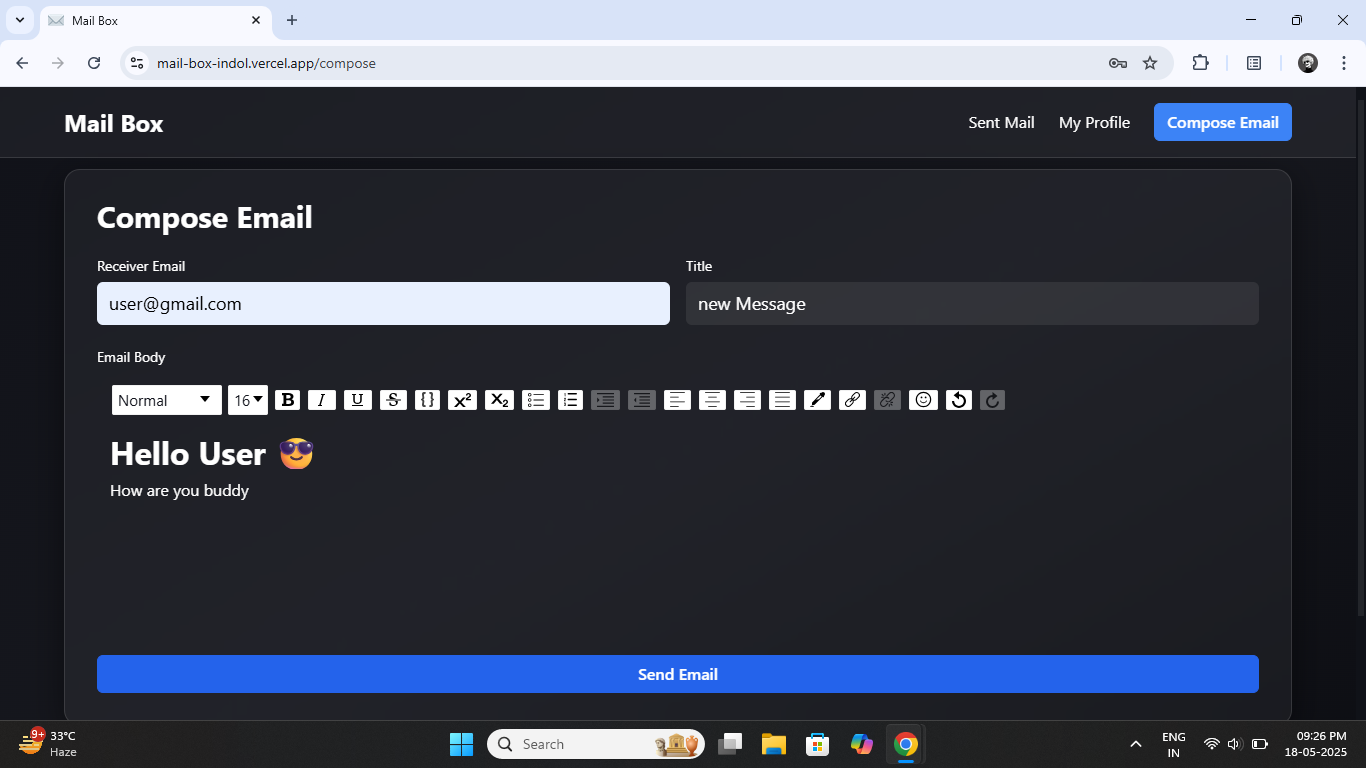 Mail Box
mail-box-indol.vercel.app/compose
Mail Box
Sent Mail My Profile Compose Email
Compose Email
Receiver Email Title
user@gmail.com new Message
Email Body
Normal 16 B I U S {} x² X₂
Hello User 😎
How are you buddy
Send Email
9+ 33°C
Haze
Search
ENG
IN
09:26 PM
18-05-2025